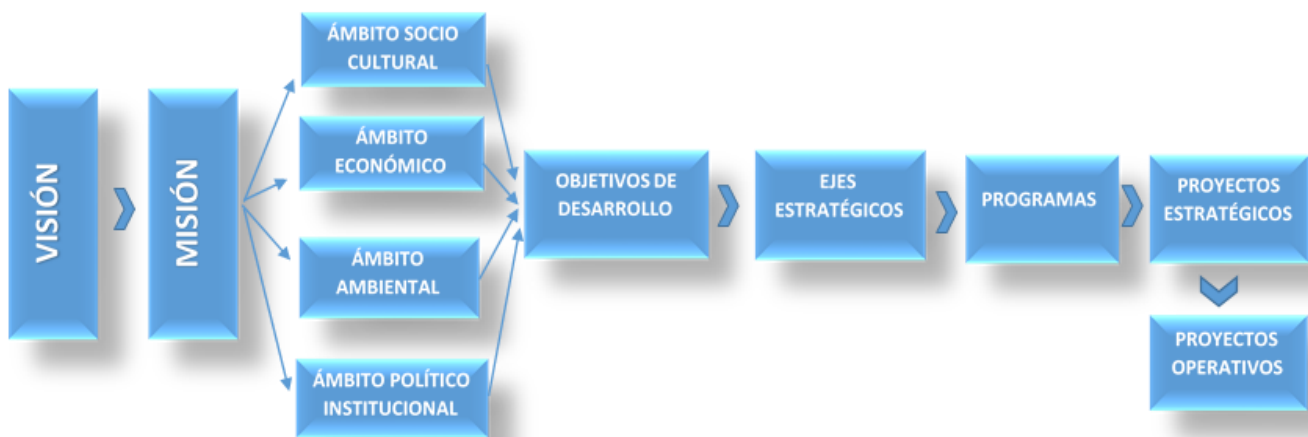 VISIÓN
MISIÓN
ÁMBITO SOCIO
CULTURAL
ÁMBITO
ECONÓMICO
ÁMBITO
AMBIENTAL
ÁMBITO POLÍTICO
INSTITUCIONAL
OBJETIVOS DE
DESARROLLO
EJES
ESTRATÉGICOS
PROGRAMAS
PROYECTOS
ESTRATÉGICOS
PROYECTOS
OPERATIVOS